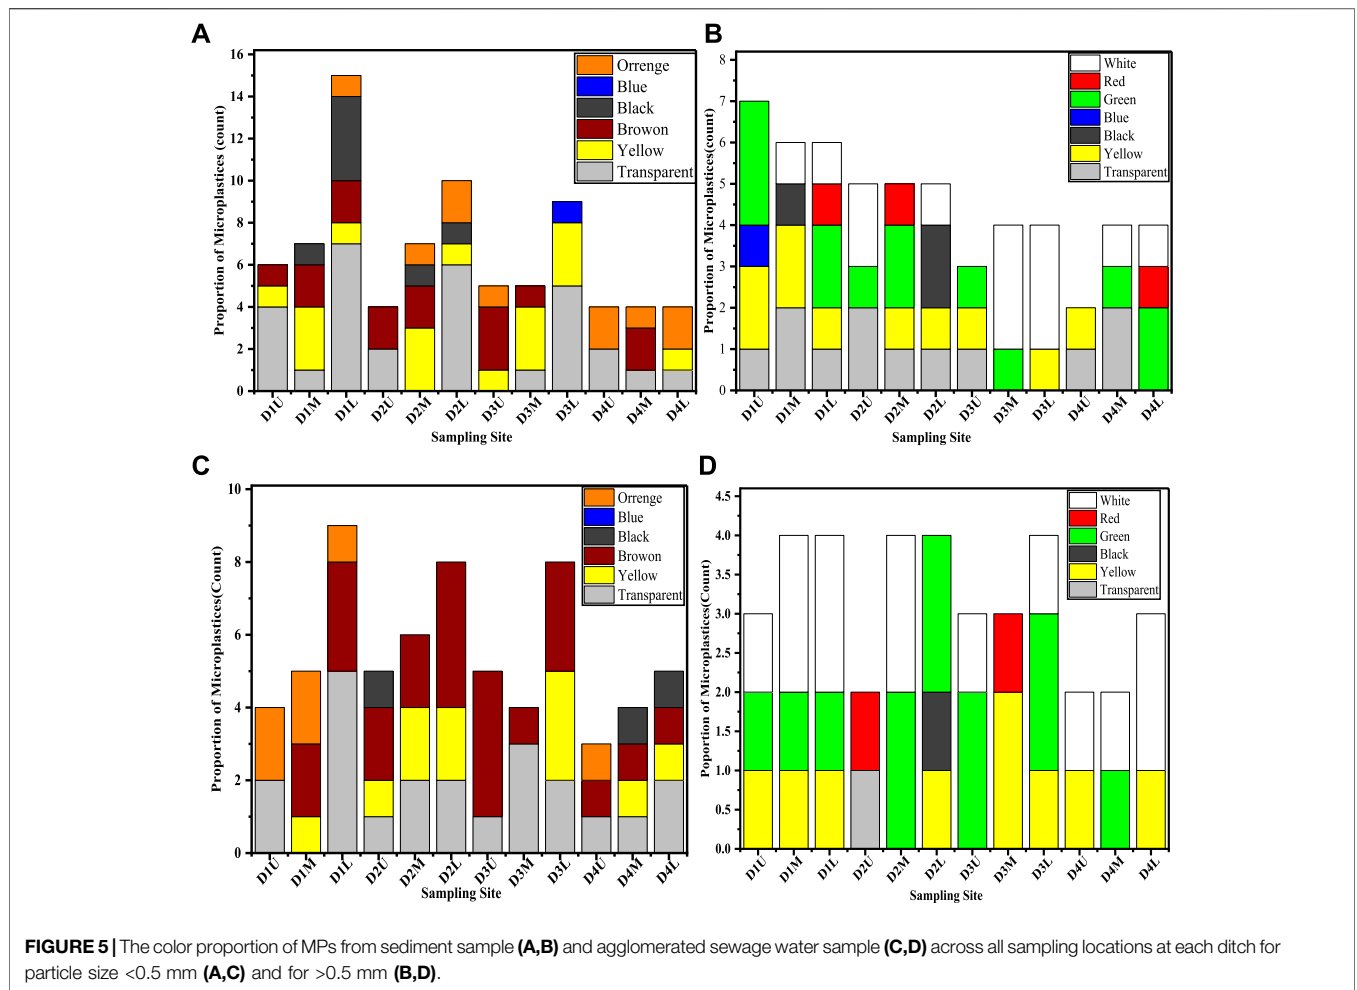 A
Proportion of Microplastices (count)
16
14
12
10
8
6
4
2
0
Orrenge
Blue
Black
Browon
Yellow
Transparent
D1U D1M D1L D2U D2M D2L D3U D3M D3L D4U D4M D4L
Sampling Site
B
Proportion of Microplastices(count)
8
7
6
5
4
3
2
1
0
White
Red
Green
Blue
Black
Yellow
Transparent
D1U D1M D1L D2U D2M D2L D3U D3M D3L D4U D4M D4L
Sampling Site
C
Proportion of Microplastices(Count)
10
8
6
4
2
0
Orrenge
Blue
Black
Browon
Yellow
Transparent
D1U D1M D1L D2U D2M D2L D3U D3M D3L D4U D4M D4L
Sampling Site
D
Poportion of Microplastices(Count)
4.5
4.0
3.5
3.0
2.5
2.0
1.5
1.0
0.5
0.0
White
Red
Green
Black
Yellow
Transparent
D1U D1M D1L D2U D2M D2L D3U D3M D3L D4U D4M D4L
Sampling Site
FIGURE 5 | The color proportion of MPs from sediment sample (A,B) and agglomerated sewage water sample (C,D) across all sampling locations at each ditch for
particle size <0.5 mm (A,C) and for >0.5 mm (B,D).